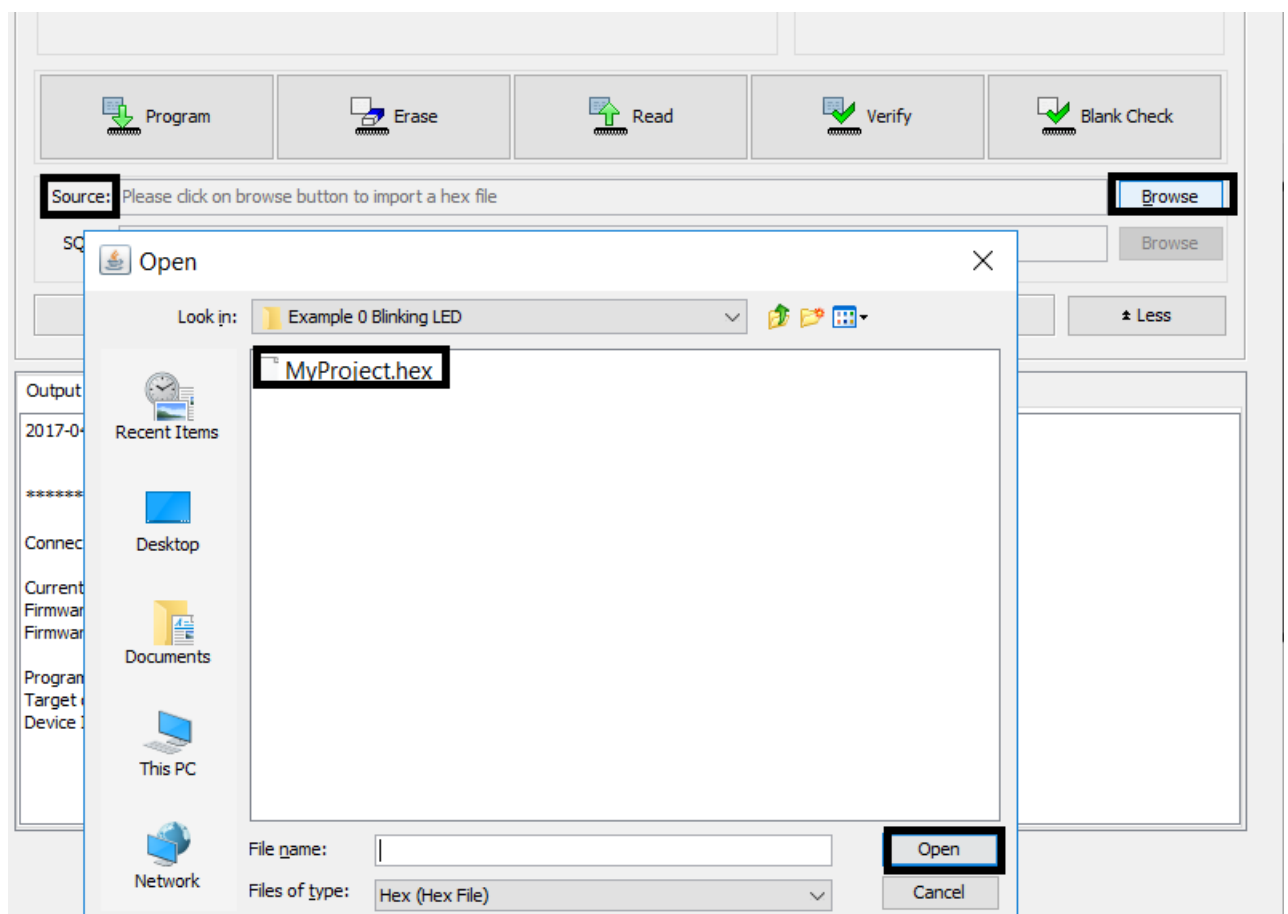 Program Erase Read Verify Blank Check
Source: Please click on browse button to import a hex file Browse
SQ Browse
Open
Look in: Example 0 Blinking LED
Less
MyProject.hex
Output
2017-04
Recent Items
*******
Connec
Desktop
Current
Firmwar
Firmwar
Documents
Program
Target
Device I
This PC
File name: Open
Network
Files of type: Hex (Hex File) Cancel